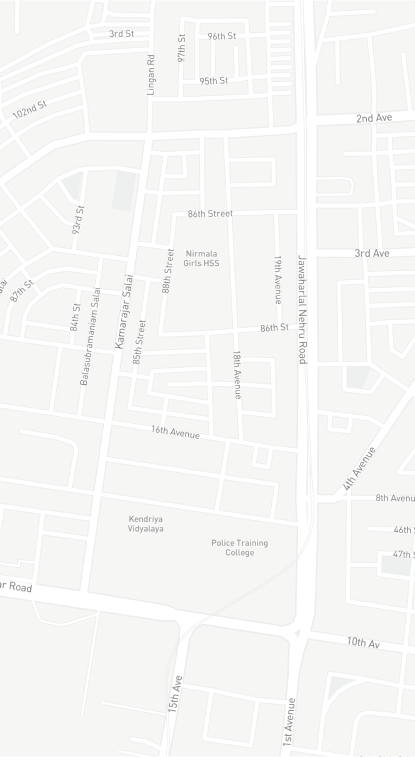 3rd St
97th St
96th St
Lingan Rd
95th St
102nd St
2nd Ave
93rd St
86th Street
Nirmala
Girls HSS
88th Street
19th Avenue
Jawaharlal Nehru Road
3rd Ave
87th St
84th St
Balasubramaniam Salai
Kamarajar Salai
85th Street
86th St
18th Avenue
16th Avenue
4th Avenue
8th Avenu
Kendriya
Vidyalaya
Police Training
College
46th S
47th S
ar Road
10th Av
15th Ave
1st Avenue